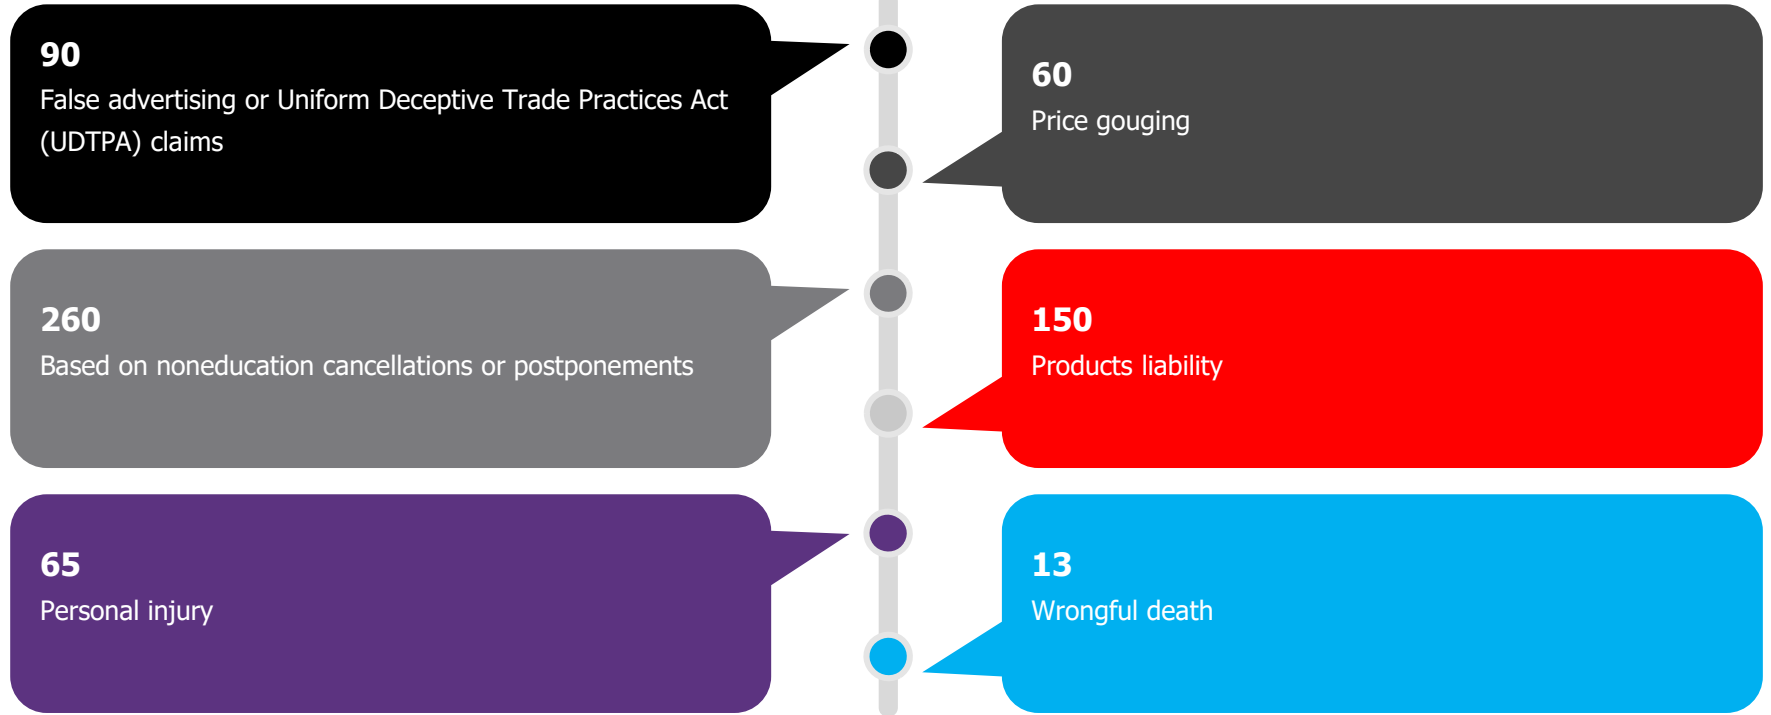 90
False advertising or Uniform Deceptive Trade Practices Act
(UDTPA) claims
60
Price gouging
260
Based on noneducation cancellations or postponements
150
Products liability
65
Personal injury
13
Wrongful death